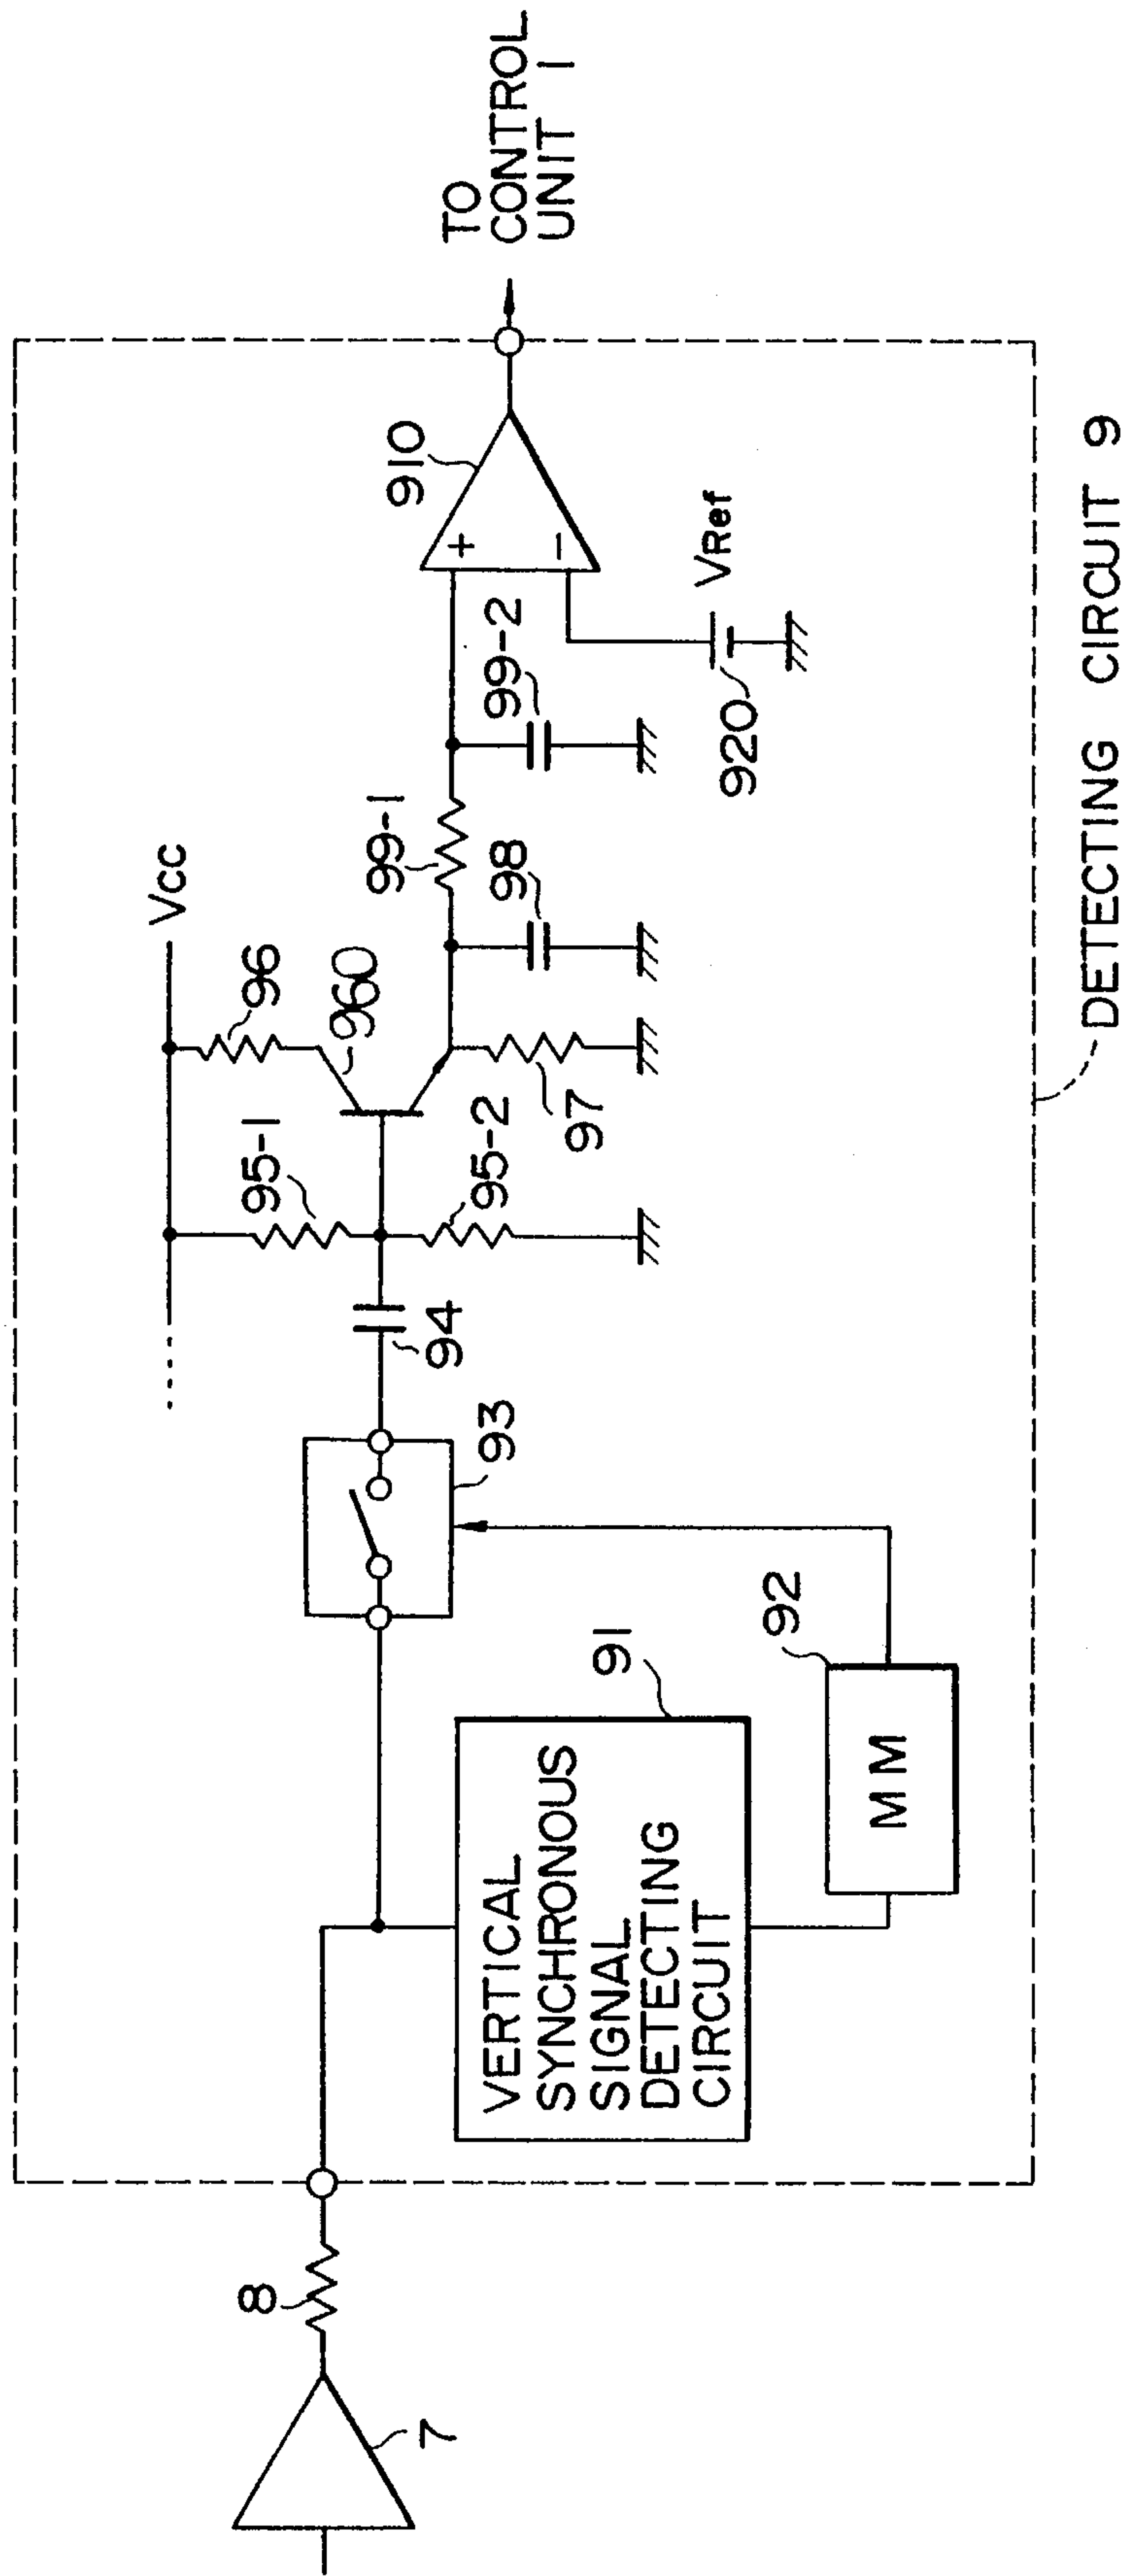 7
8
VERTICAL
SYNCHRONOUS
SIGNAL
DETECTING
CIRCUIT
91
MM
92
93
94
95-1
95-2
Vcc
96
960
97
98
99-1
99-2
910
920
VRef
+
−
TO
CONTROL
UNIT 1
DETECTING CIRCUIT 9